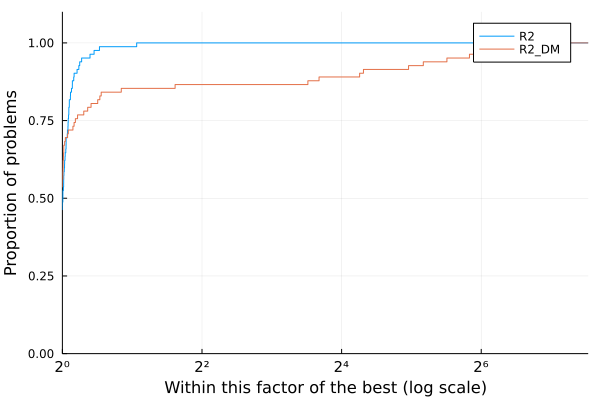 Proportion of problems
1.00
0.75
0.50
0.25
0.00
2⁰
2²
2⁴
2⁶
Within this factor of the best (log scale)
R2
R2_DM